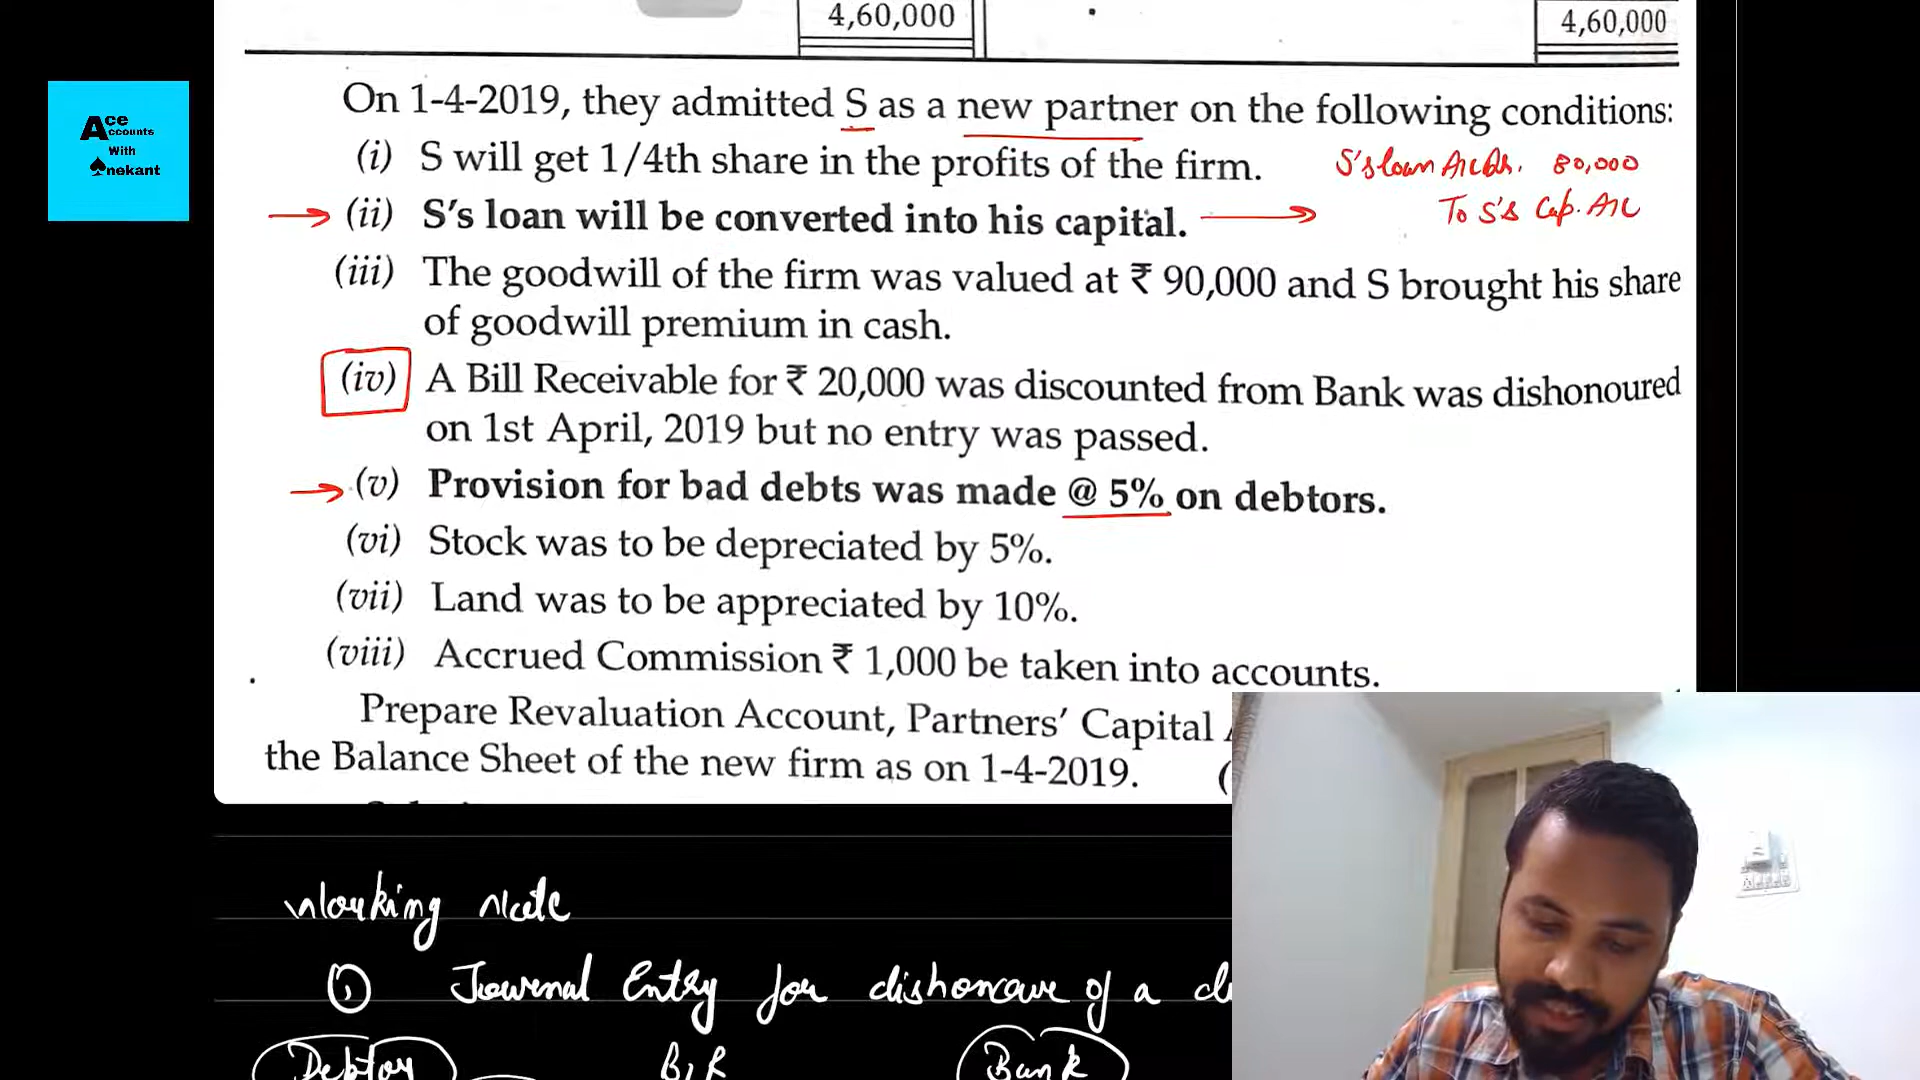 4,60,000
4,60,000
Ace
Accounts
With
Anekant
On 1-4-2019, they admitted S as a new partner on the following conditions:
(i) S will get 1/4th share in the profits of the firm.
S's loan A/c Dr. 80,000
To S's Cap. A/c
(ii) S's loan will be converted into his capital.
(iii) The goodwill of the firm was valued at ₹ 90,000 and S brought his share
of goodwill premium in cash.
(iv) A Bill Receivable for ₹ 20,000 was discounted from Bank was dishonoured
on 1st April, 2019 but no entry was passed.
(v) Provision for bad debts was made @ 5% on debtors.
(vi) Stock was to be depreciated by 5%.
(vii) Land was to be appreciated by 10%.
(viii) Accrued Commission ₹ 1,000 be taken into accounts.
Prepare Revaluation Account, Partners' Capital
the Balance Sheet of the new firm as on 1-4-2019. (
Working Note
1) Journal Entry for dishonour of a
Debtor B/R Bank